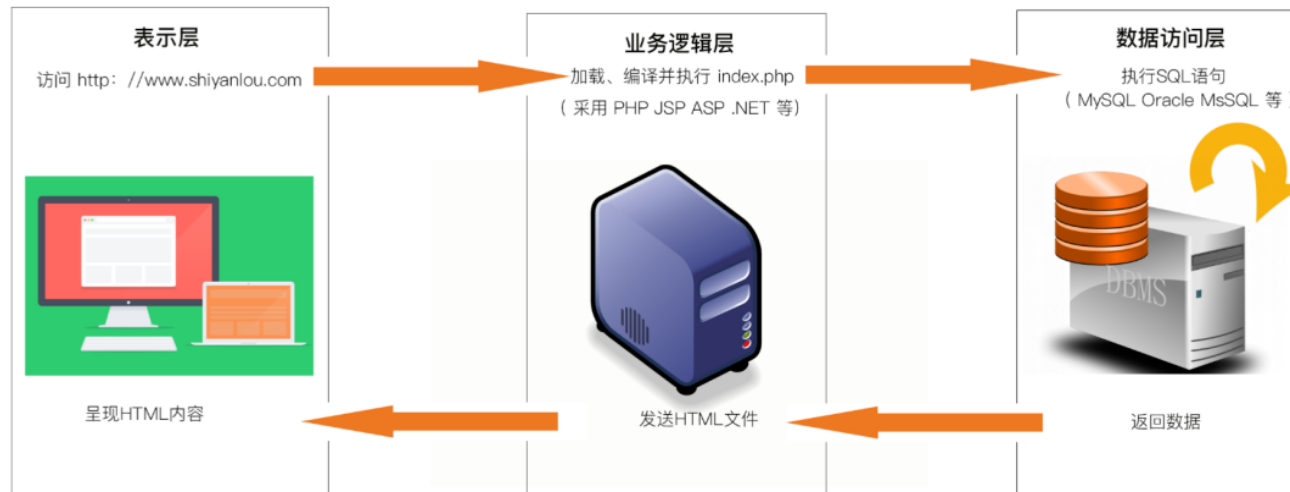 表示层
访问 http：//www.shiyanlou.com
呈现HTML内容
业务逻辑层
加载、编译并执行 index.php
（ 采用 PHP JSP ASP .NET 等）
发送HTML文件
数据访问层
执行SQL语句
（ MySQL Oracle MsSQL 等 ）
DBMS
返回数据